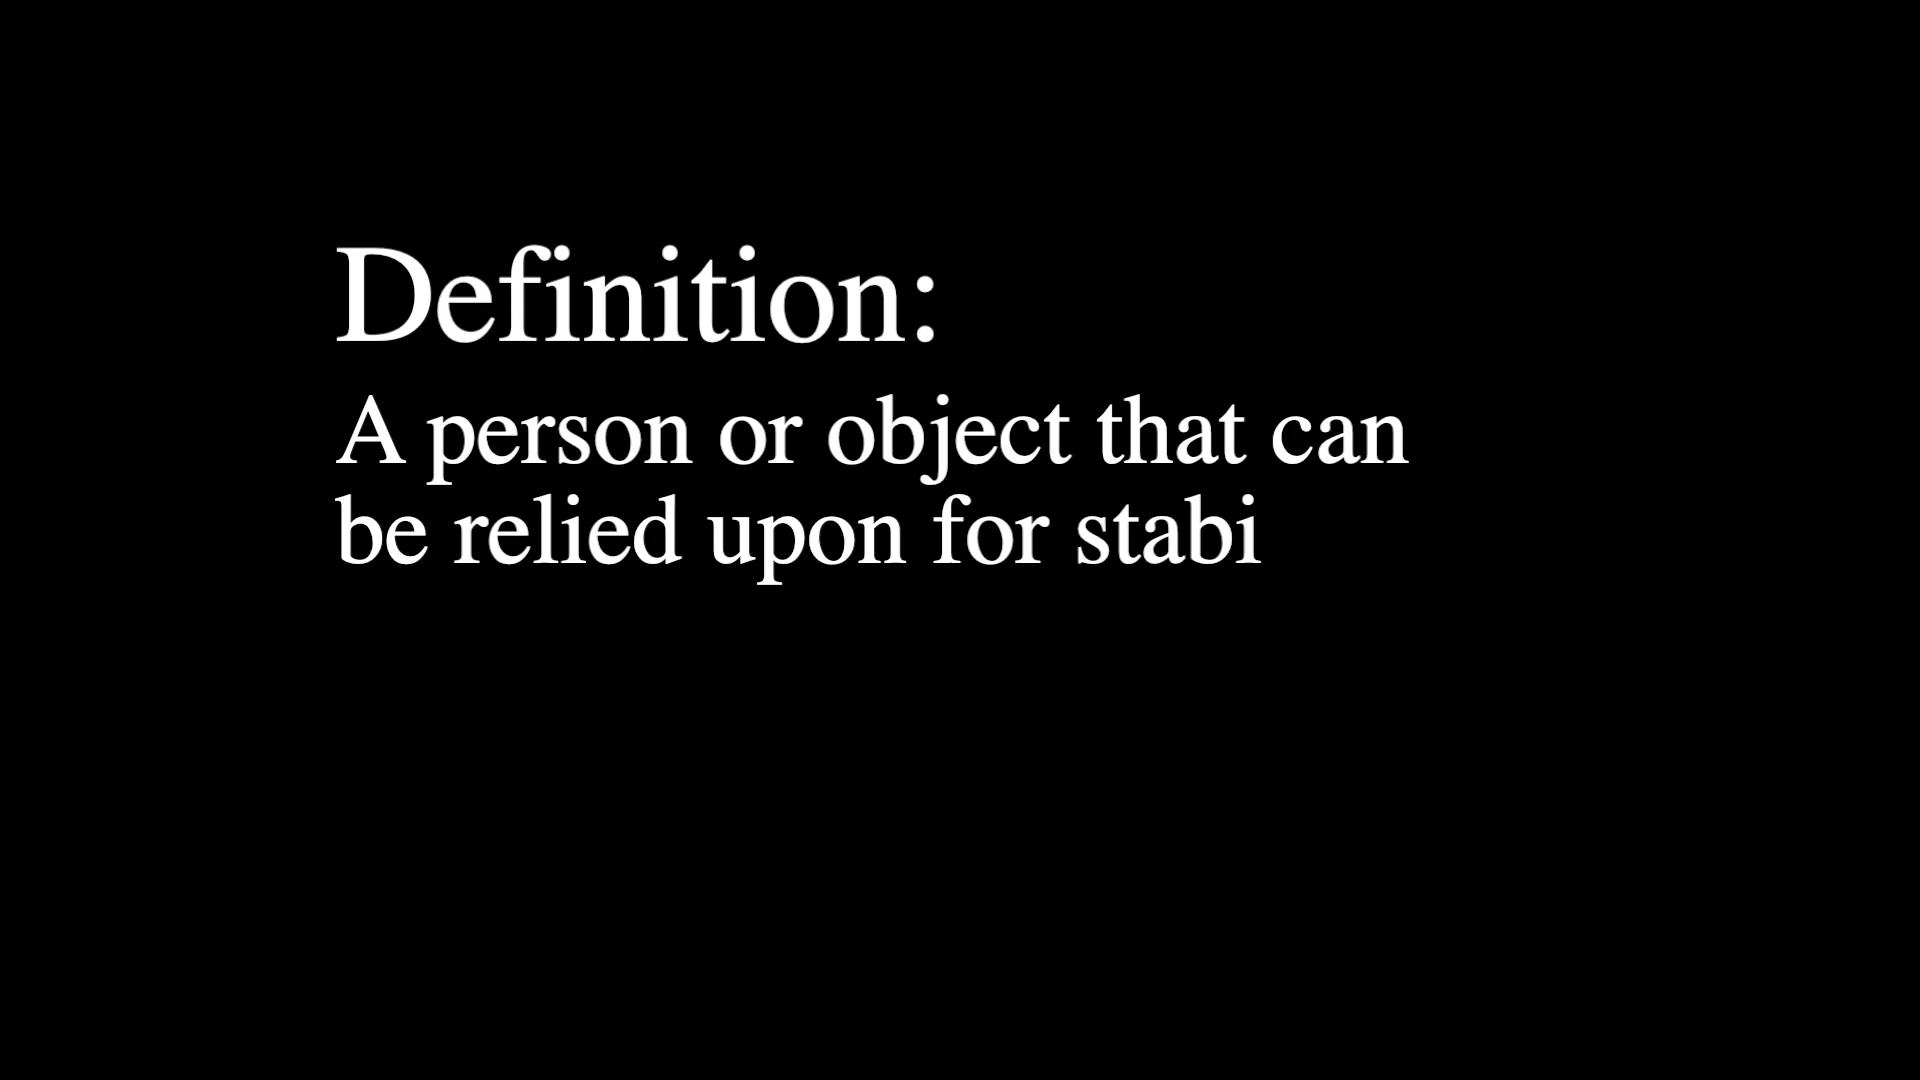 Definition:
A person or object that can
be relied upon for stabi